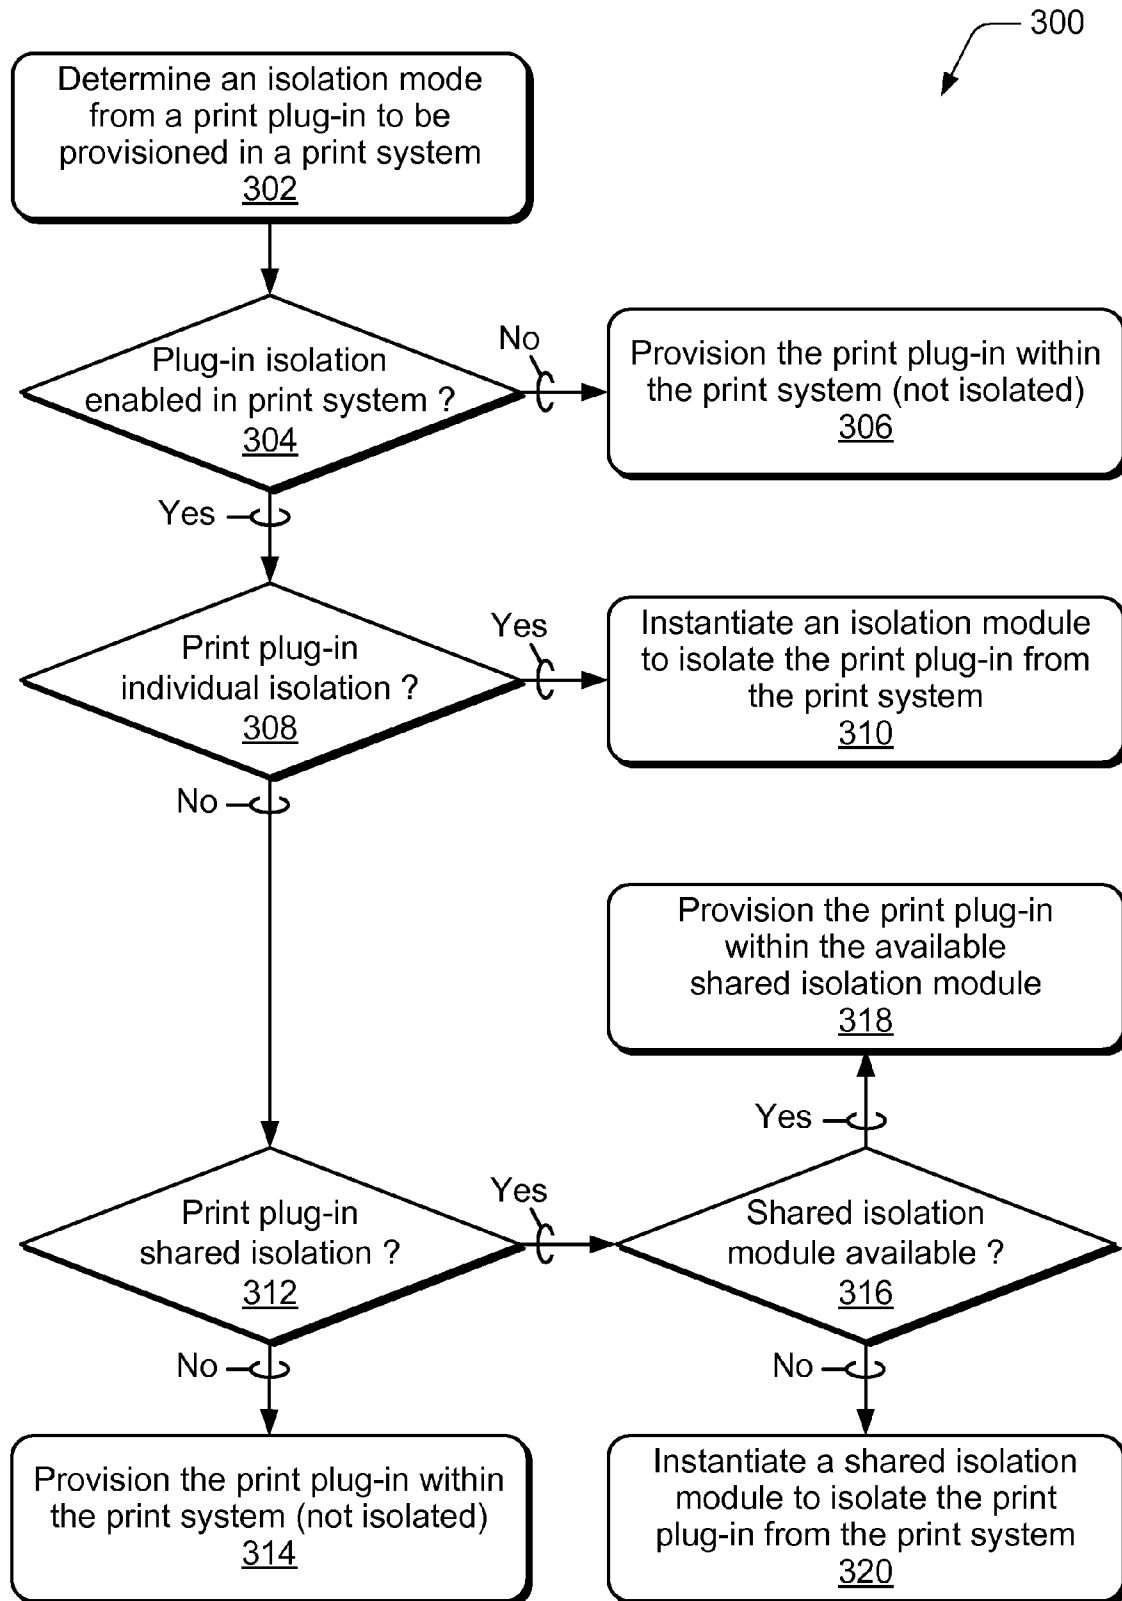 300
Determine an isolation mode
from a print plug-in to be
provisioned in a print system
302
Plug-in isolation
enabled in print system ?
304
No
Provision the print plug-in within
the print system (not isolated)
306
Yes
Print plug-in
individual isolation ?
308
Yes
Instantiate an isolation module
to isolate the print plug-in from
the print system
310
No
Provision the print plug-in
within the available
shared isolation module
318
Yes
Print plug-in
shared isolation ?
312
Yes
Shared isolation
module available ?
316
No
No
Provision the print plug-in within
the print system (not isolated)
314
Instantiate a shared isolation
module to isolate the print
plug-in from the print system
320